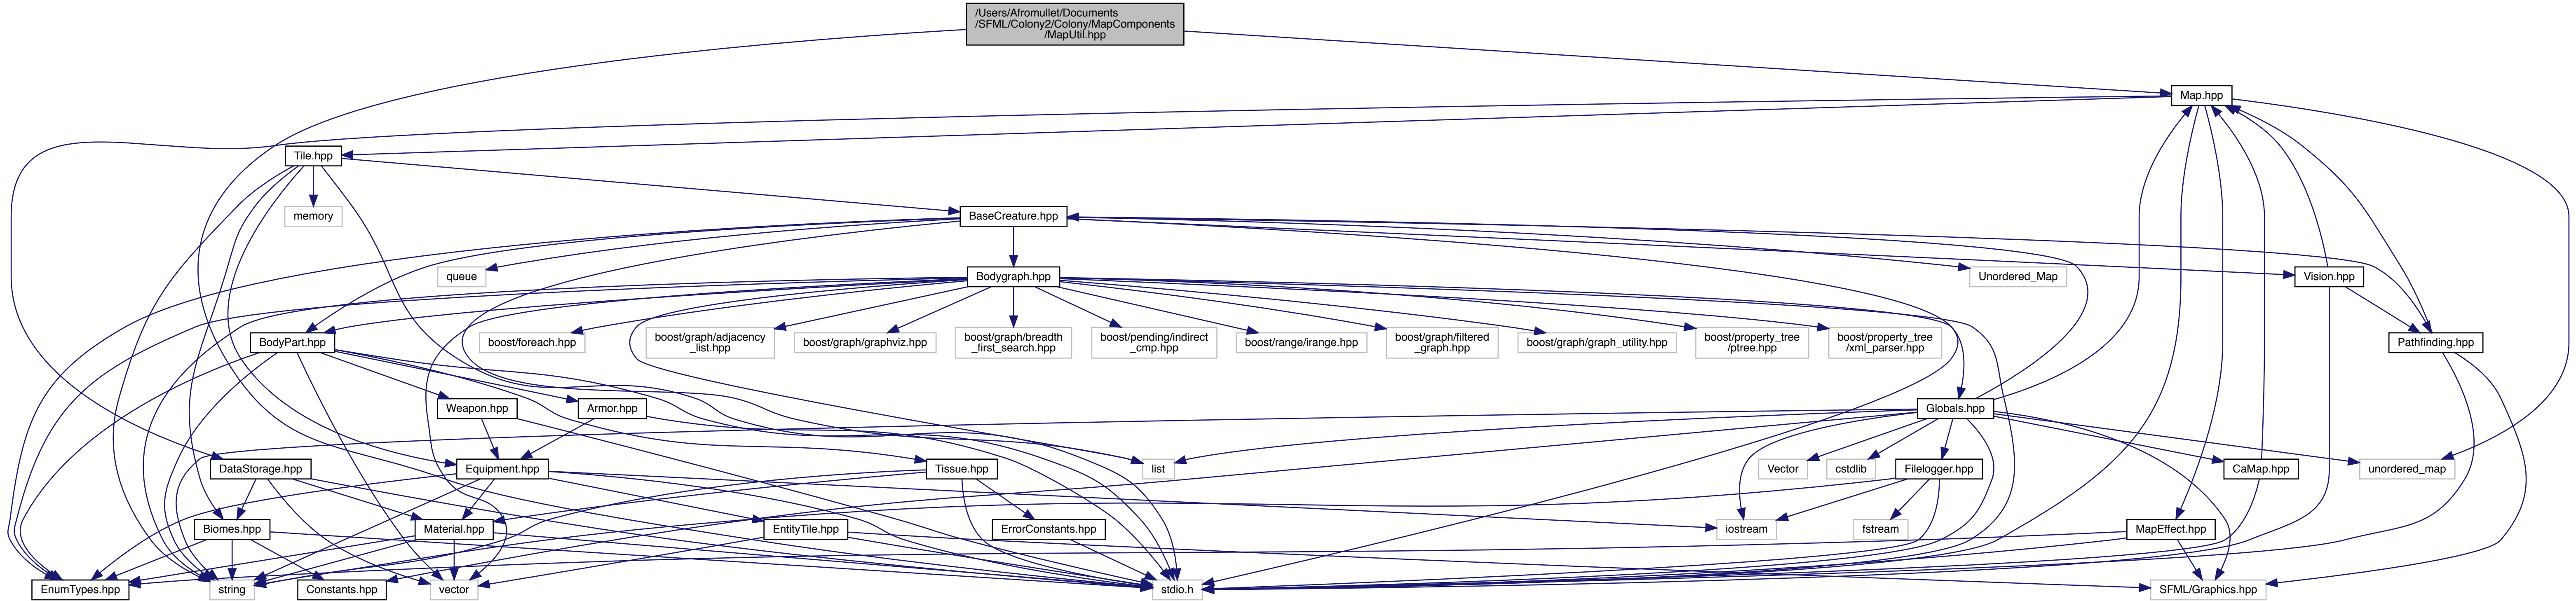 /Users/Afromullet/Documents
/SFML/Colony2/Colony/MapComponents
/MapUtil.hpp
Map.hpp
Tile.hpp
memory
BaseCreature.hpp
queue
Bodygraph.hpp
Unordered_Map
Vision.hpp
BodyPart.hpp
boost/foreach.hpp
boost/graph/adjacency
_list.hpp
boost/graph/graphviz.hpp
boost/graph/breadth
_first_search.hpp
boost/pending/indirect
_cmp.hpp
boost/range/irange.hpp
boost/graph/filtered
_graph.hpp
boost/graph/graph_utility.hpp
boost/property_tree
/ptree.hpp
boost/property_tree
/xml_parser.hpp
Pathfinding.hpp
Weapon.hpp
Armor.hpp
Globals.hpp
DataStorage.hpp
Equipment.hpp
Tissue.hpp
list
Vector
cstdlib
Filelogger.hpp
CaMap.hpp
unordered_map
Biomes.hpp
Material.hpp
EntityTile.hpp
ErrorConstants.hpp
iostream
fstream
MapEffect.hpp
EnumTypes.hpp
string
Constants.hpp
vector
stdio.h
SFML/Graphics.hpp